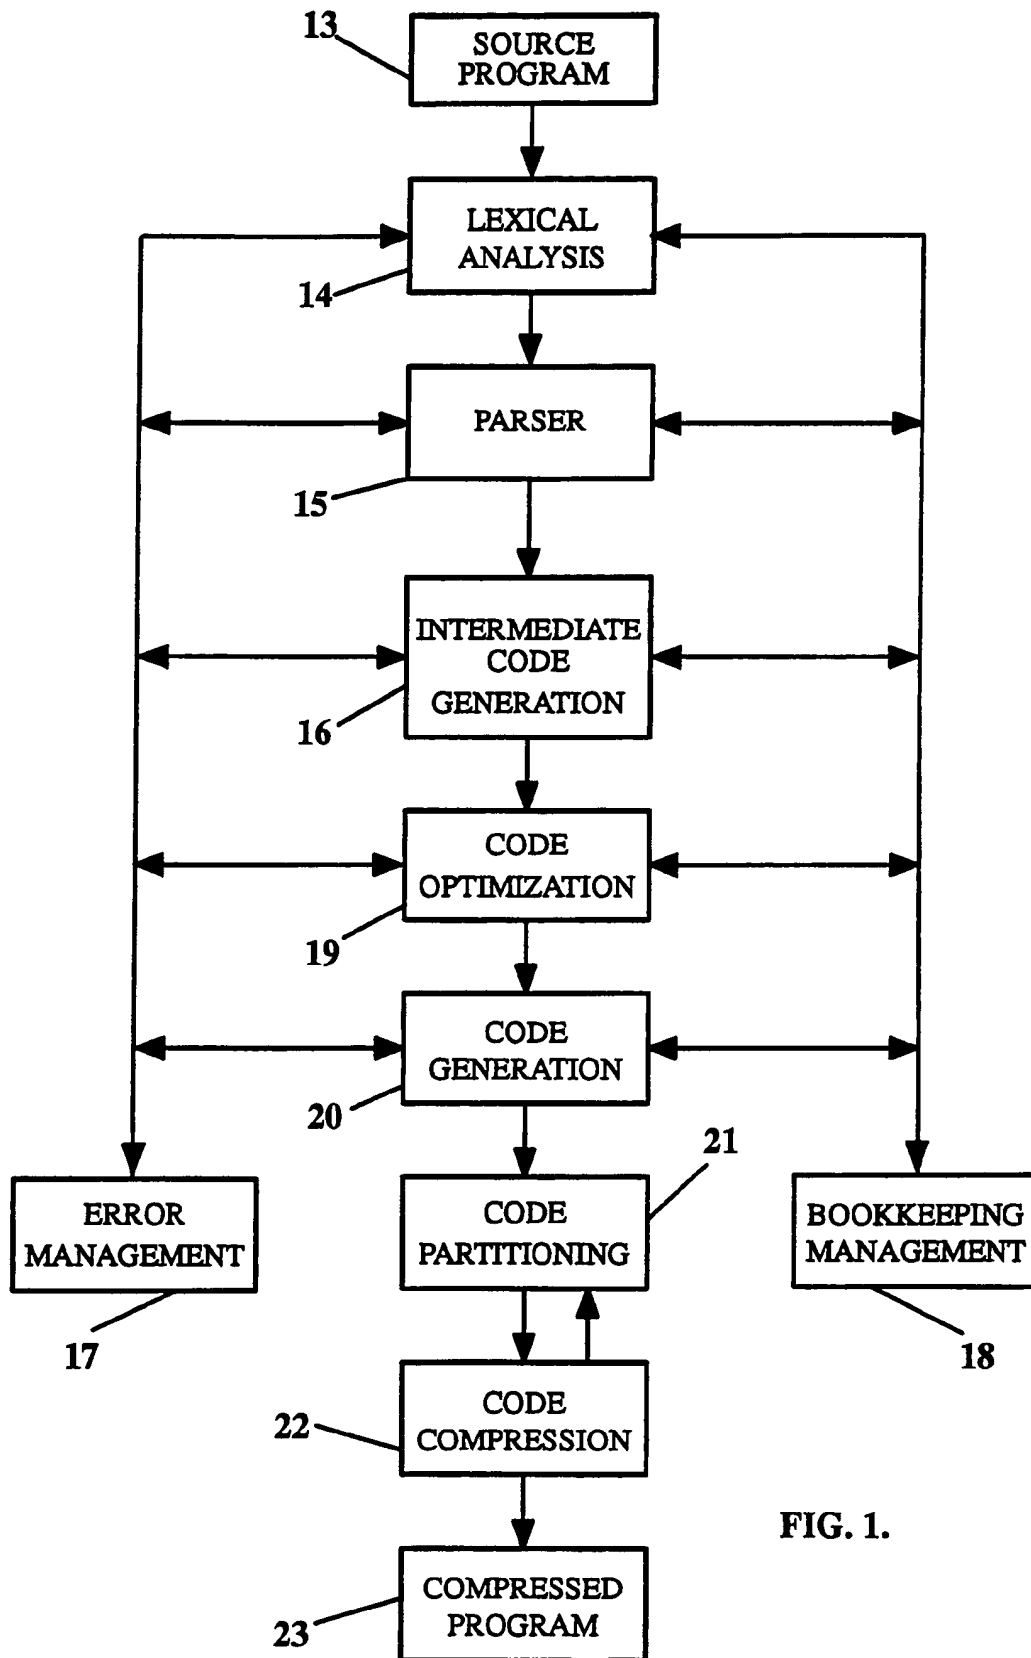 13
SOURCE
PROGRAM
LEXICAL
ANALYSIS
14
PARSER
15
INTERMEDIATE
CODE
GENERATION
16
CODE
OPTIMIZATION
19
CODE
GENERATION
20
21
ERROR
MANAGEMENT
CODE
PARTITIONING
BOOKKEEPING
MANAGEMENT
17
18
CODE
COMPRESSION
22
FIG. 1.
COMPRESSED
PROGRAM
23